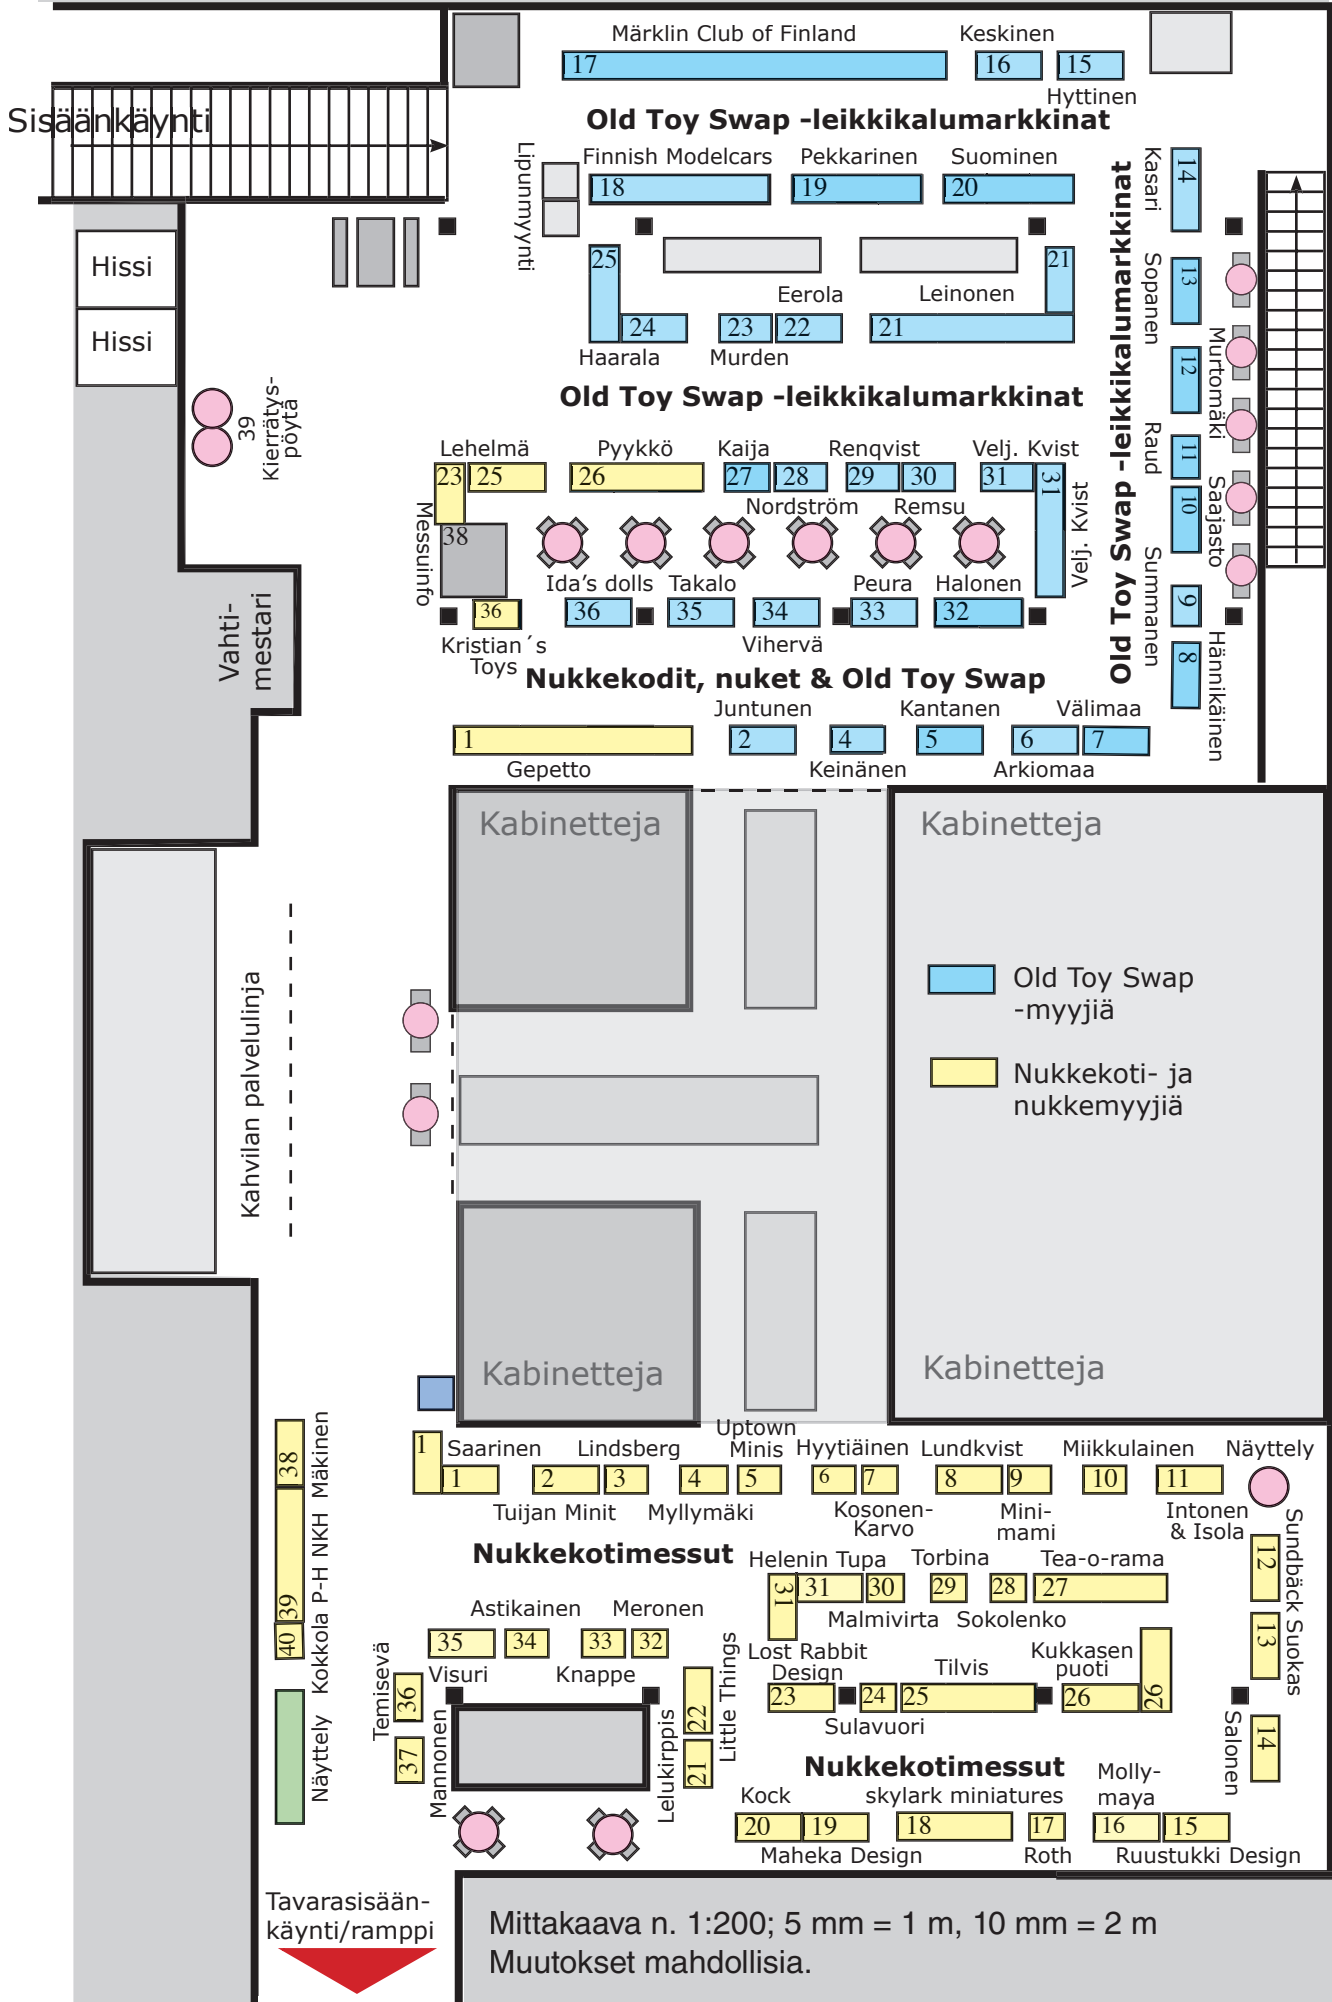 Märklin Club of Finland
Keskinen
17
16
15
Hyttinen
Sisäänkäynti
Old Toy Swap -leikkikalumarkkinat
Lipunmyynti
Finnish Modelcars
Pekkarinen
Suominen
18
19
20
Kasari
14
Hissi
Hissi
25
21
Eerola
Leinonen
24
23
22
21
Haarala
Murden
Sopanen
13
Murtomäki
12
Old Toy Swap -leikkikalumarkkinat
Old Toy Swap -leikkikalumarkkinat
39
Kierrätys-
pöytä
Raud
11
10
Saajasto
Lehelmä
Pyykkö
Kaija
Renqvist
Velj. Kvist
23
25
26
27
28
29
30
31
31
Velj. Kvist
Nordström
Remsu
Messuinfo
38
Ida's dolls
Takalo
Peura
Halonen
36
36
35
34
33
32
Kristian´s
Toys
Vihervä
Summanen
9
8
Hännikäinen
Vahti-
mestari
Nukkekodit, nuket & Old Toy Swap
Juntunen
Kantanen
Välimaa
1
2
4
5
6
7
Gepetto
Keinänen
Arkiomaa
Kabinetteja
Kabinetteja
Old Toy Swap
-myyjiä
Nukkekoti- ja
nukkemyyjiä
Kahvilan palvelulinja
Kabinetteja
Kabinetteja
Uptown
Minis
Saarinen
Lindsberg
Hyytiäinen
Lundkvist
Miikkulainen
Näyttely
1
1
2
3
4
5
6
7
8
9
10
11
Tuijan Minit
Myllymäki
Kosonen-
Karvo
Mini-
mami
Intonen
& Isola
38
Mäkinen
39
P-H NKH
40
Kokkola
Näyttely
Nukkekotimessut
Helenin Tupa
Torbina
Tea-o-rama
31
31
30
29
28
27
Malmivirta
Sokolenko
12
Sundbäck
13
Suokas
Astikainen
Meronen
35
34
33
32
Visuri
Knappe
Lost Rabbit
Design
Tilvis
Kukkasen
puoti
23
24
25
26
26
Sulavuori
Temisevä
36
37
Mannonen
22
Little Things
21
Lelukirppis
Salonen
14
Nukkekotimessut
Kock
skylark miniatures
Molly-
maya
20
19
18
17
16
15
Maheka Design
Roth
Ruustukki Design
Tavarasisään-
käynti/ramppi
Mittakaava n. 1:200; 5 mm = 1 m, 10 mm = 2 m
Muutokset mahdollisia.